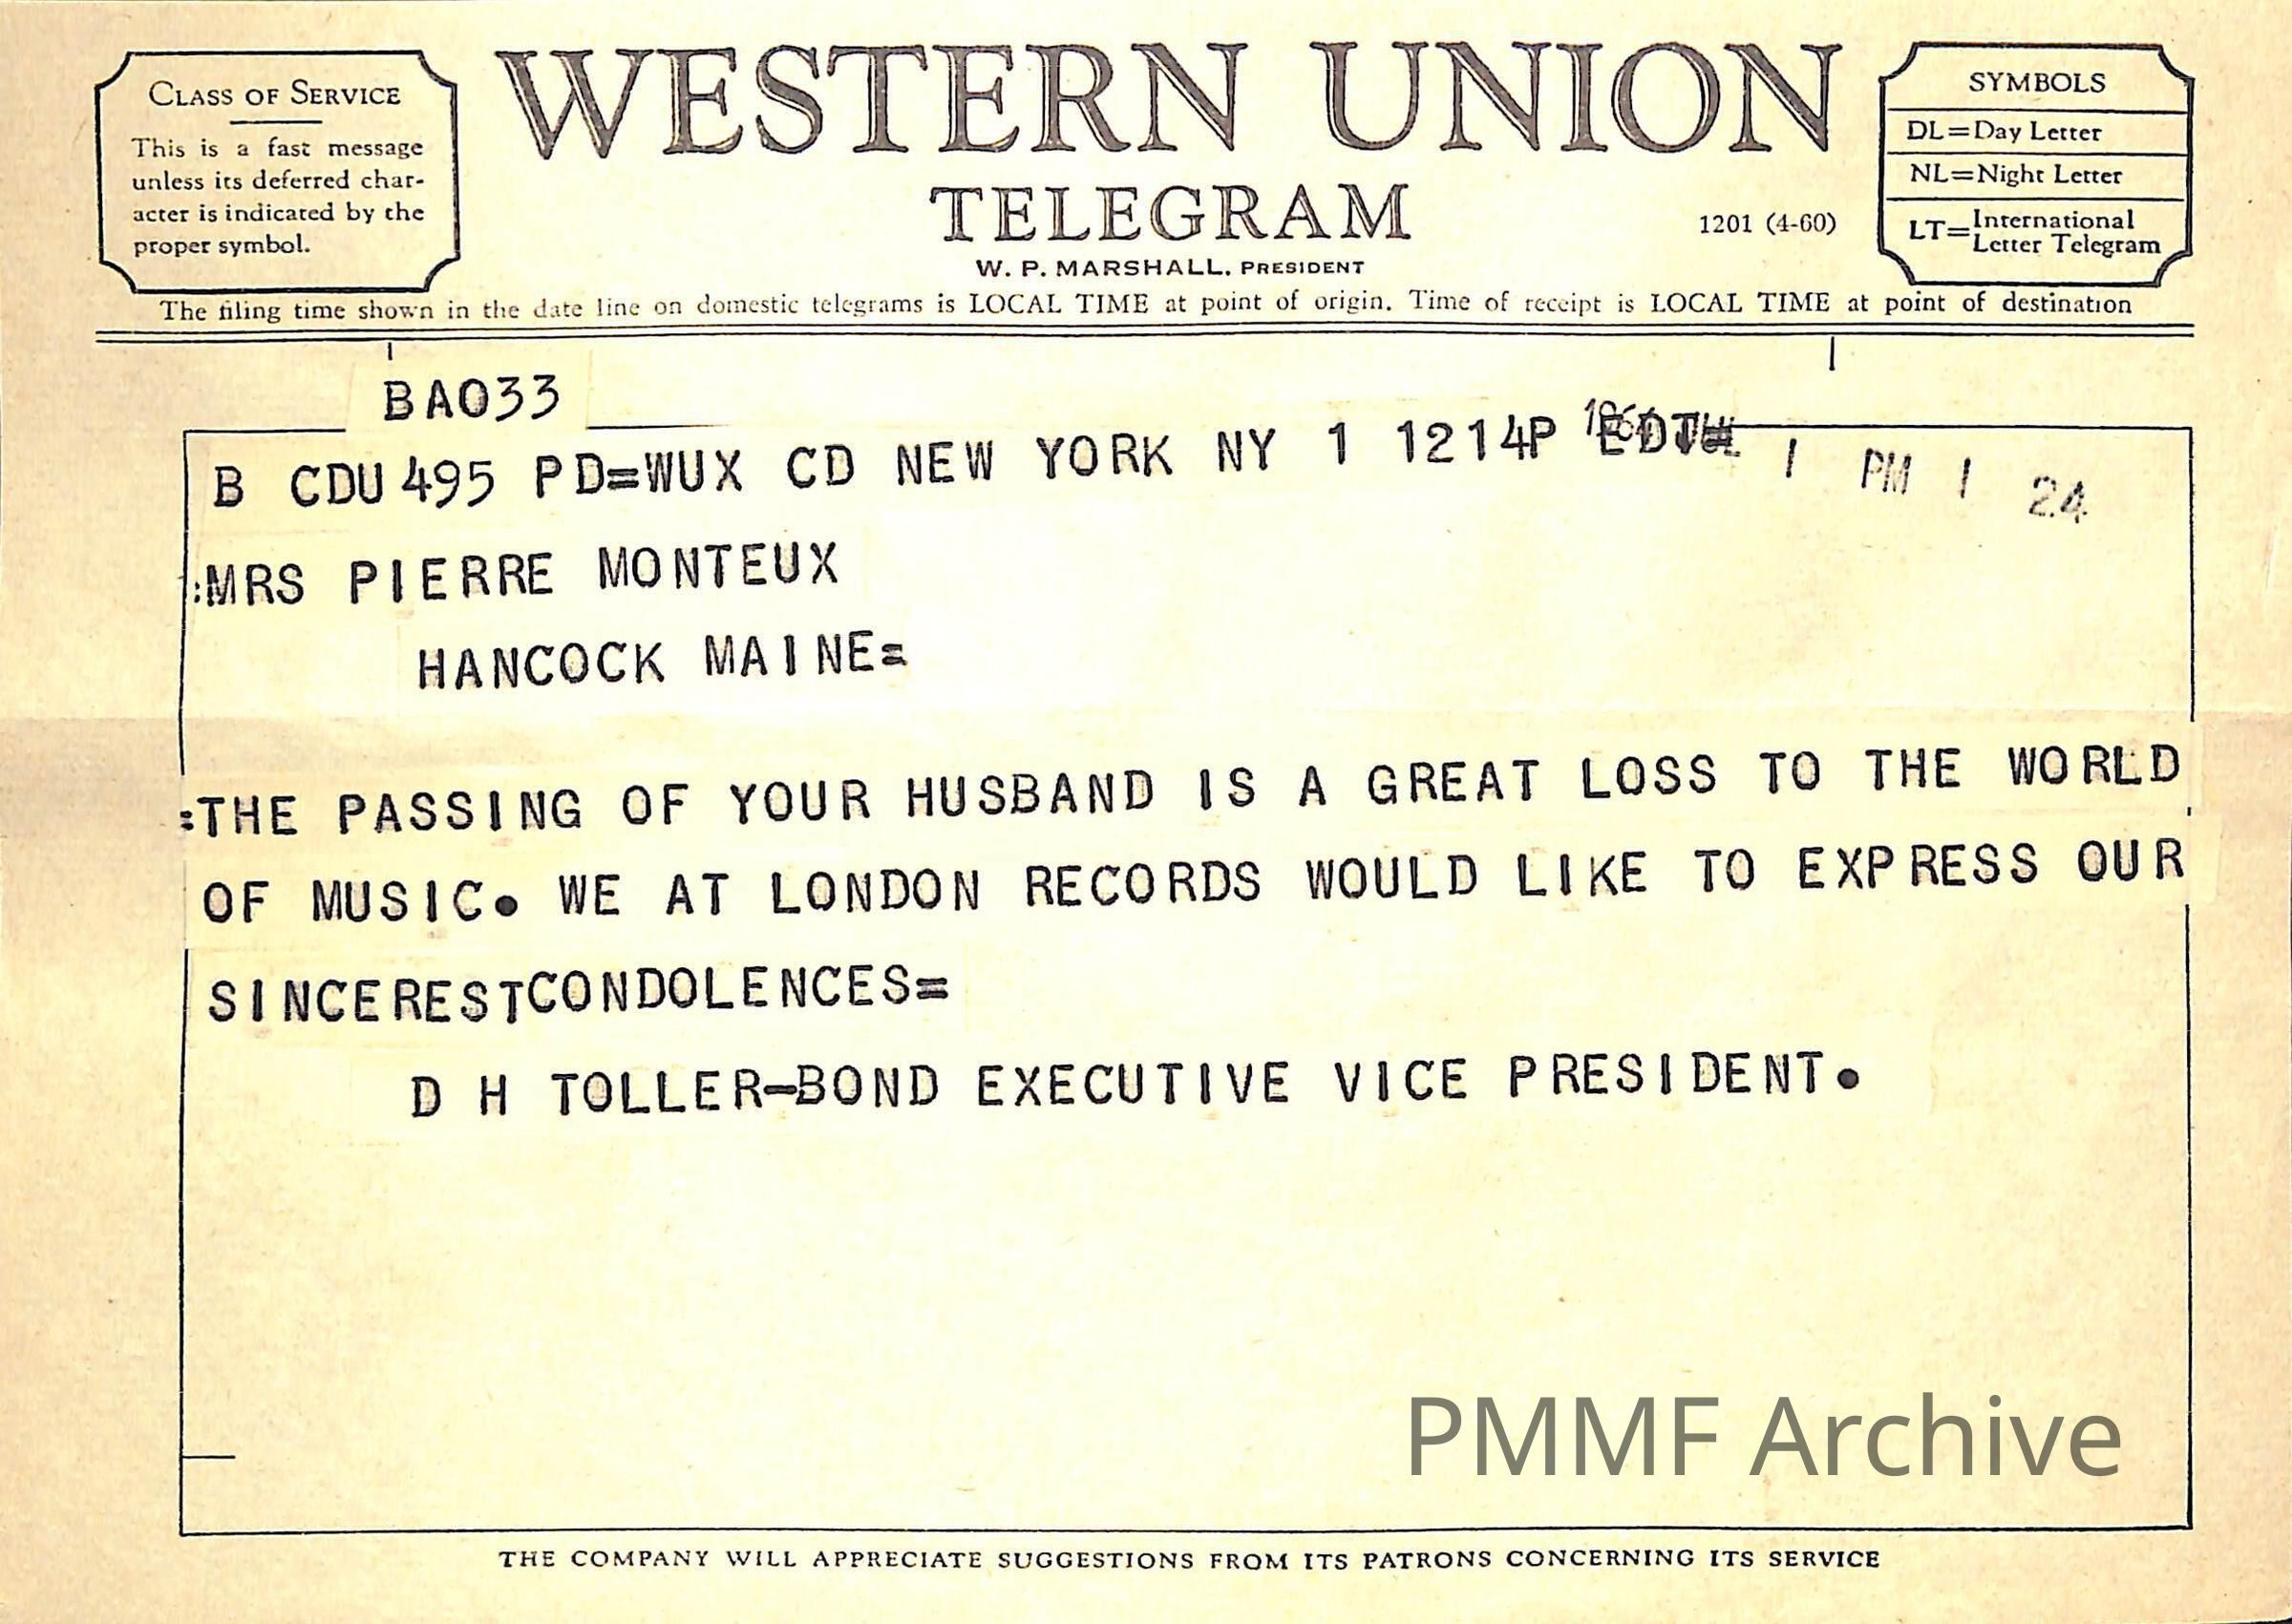 CLASS OF SERVICE
This is a fast message
unless its deferred char-
acter is indicated by the
proper symbol.
WESTERN UNION
TELEGRAM
W. P. MARSHALL, PRESIDENT
1201 (4-60)
SYMBOLS
DL=Day Letter
NL=Night Letter
LT=International
Letter Telegram
The filing time shown in the date line on domestic telegrams is LOCAL TIME at point of origin. Time of receipt is LOCAL TIME at point of destination
BA033
B CDU495 PD=WUX CD NEW YORK NY 1 1214P EDT=
1 PM 1 24
:MRS PIERRE MONTEUX
HANCOCK MAINE=
:THE PASSING OF YOUR HUSBAND IS A GREAT LOSS TO THE WORLD
OF MUSIC. WE AT LONDON RECORDS WOULD LIKE TO EXPRESS OUR
SINCERESTCONDOLENCES=
D H TOLLER-BOND EXECUTIVE VICE PRESIDENT.
PMMF Archive
THE COMPANY WILL APPRECIATE SUGGESTIONS FROM ITS PATRONS CONCERNING ITS SERVICE